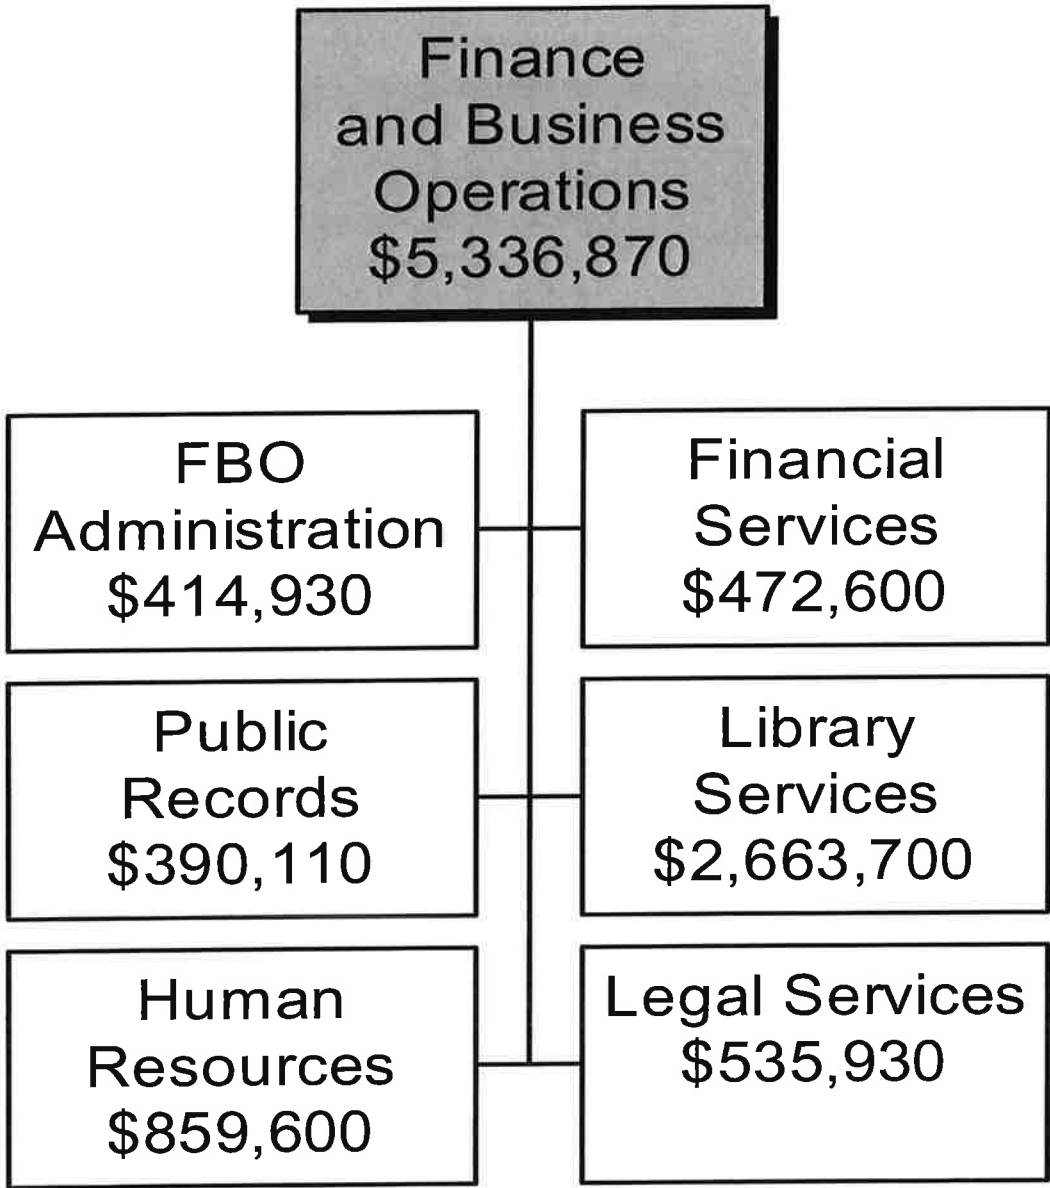 Finance
and Business
Operations
$5,336,870
FBO
Administration
$414,930
Financial
Services
$472,600
Public
Records
$390,110
Library
Services
$2,663,700
Human
Resources
$859,600
Legal Services
$535,930